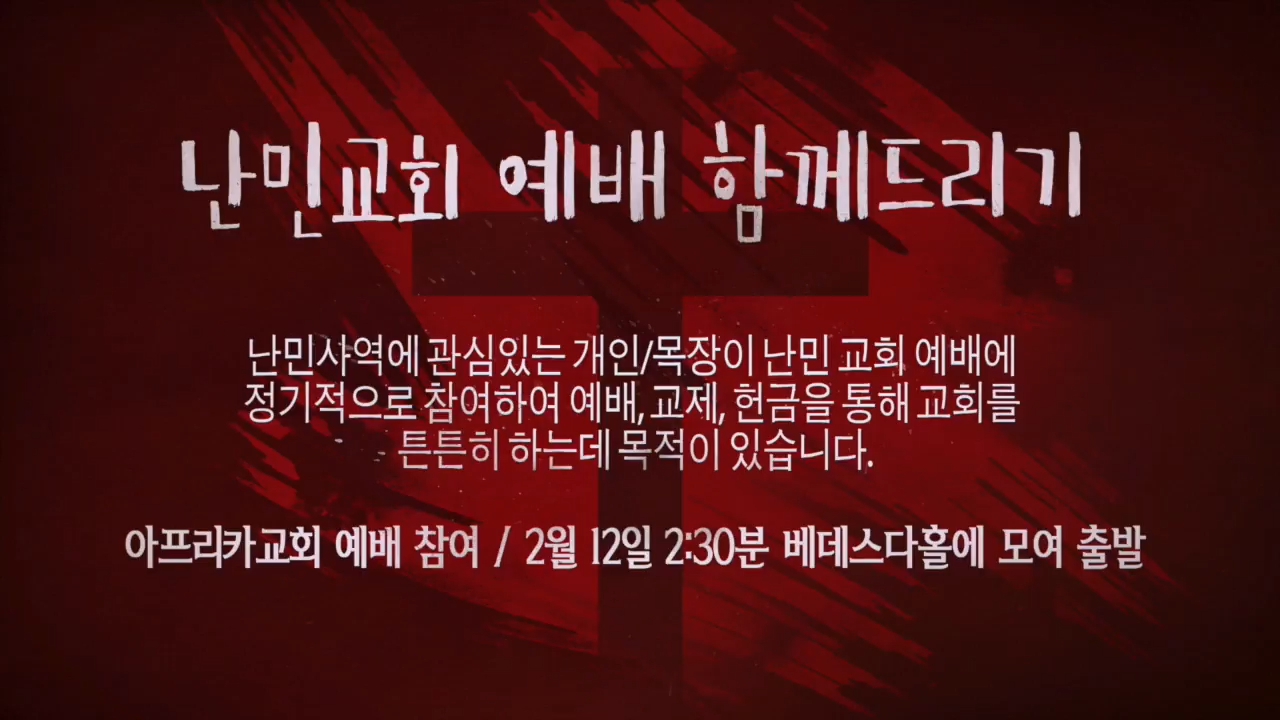 난민교회 예배 함께드리기
난민사역에 관심있는 개인/목장이 난민 교회 예배에
정기적으로 참여하여 예배, 교제, 헌금을 통해 교회를
튼튼히 하는데 목적이 있습니다.
아프리카교회 예배 참여 / 2월 12일 2:30분 베데스다홀에 모여 출발